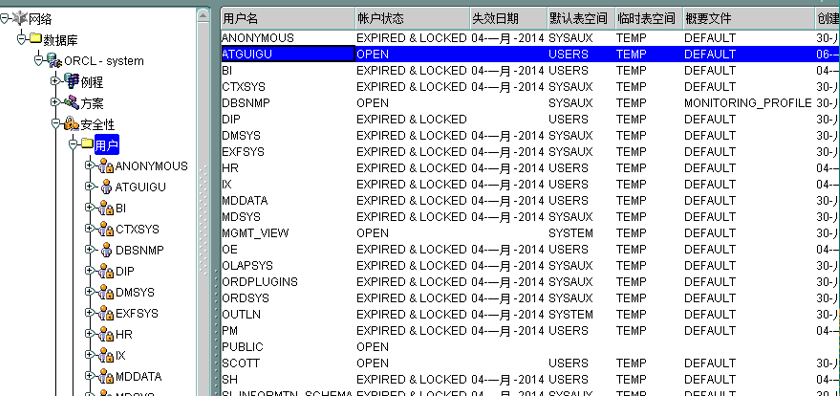 网络
数据库
ORCL - system
例程
方案
安全性
用户
ANONYMOUS
ATGUIGU
BI
CTXSYS
DBSNMP
DIP
DMSYS
EXFSYS
HR
IX
MDDATA
用户名 帐户状态 失效日期 默认表空间 临时表空间 概要文件 创建
ANONYMOUS EXPIRED & LOCKED 04-一月 -2014 SYSAUX TEMP DEFAULT 30-
ATGUIGU OPEN USERS TEMP DEFAULT 06-
BI EXPIRED & LOCKED 04-一月 -2014 USERS TEMP DEFAULT 04-
CTXSYS EXPIRED & LOCKED 04-一月 -2014 SYSAUX TEMP DEFAULT 30-
DBSNMP OPEN SYSAUX TEMP MONITORING_PROFILE 30-
DIP EXPIRED & LOCKED USERS TEMP DEFAULT 30-
DMSYS EXPIRED & LOCKED 04-一月 -2014 SYSAUX TEMP DEFAULT 30-
EXFSYS EXPIRED & LOCKED 04-一月 -2014 SYSAUX TEMP DEFAULT 30-
HR EXPIRED & LOCKED 04-一月 -2014 USERS TEMP DEFAULT 04-
IX EXPIRED & LOCKED 04-一月 -2014 USERS TEMP DEFAULT 04-
MDDATA EXPIRED & LOCKED 04-一月 -2014 USERS TEMP DEFAULT 30-
MDSYS EXPIRED & LOCKED 04-一月 -2014 SYSAUX TEMP DEFAULT 30-
MGMT_VIEW OPEN SYSTEM TEMP DEFAULT 30-
OE EXPIRED & LOCKED 04-一月 -2014 USERS TEMP DEFAULT 04-
OLAPSYS EXPIRED & LOCKED 04-一月 -2014 SYSAUX TEMP DEFAULT 30-
ORDPLUGINS EXPIRED & LOCKED 04-一月 -2014 SYSAUX TEMP DEFAULT 30-
ORDSYS EXPIRED & LOCKED 04-一月 -2014 SYSAUX TEMP DEFAULT 30-
OUTLN EXPIRED & LOCKED 04-一月 -2014 SYSTEM TEMP DEFAULT 30-
PM EXPIRED & LOCKED 04-一月 -2014 USERS TEMP DEFAULT 04-
PUBLIC OPEN
SCOTT OPEN USERS TEMP DEFAULT 30-
SH EXPIRED & LOCKED 04-一月 -2014 USERS TEMP DEFAULT 04-